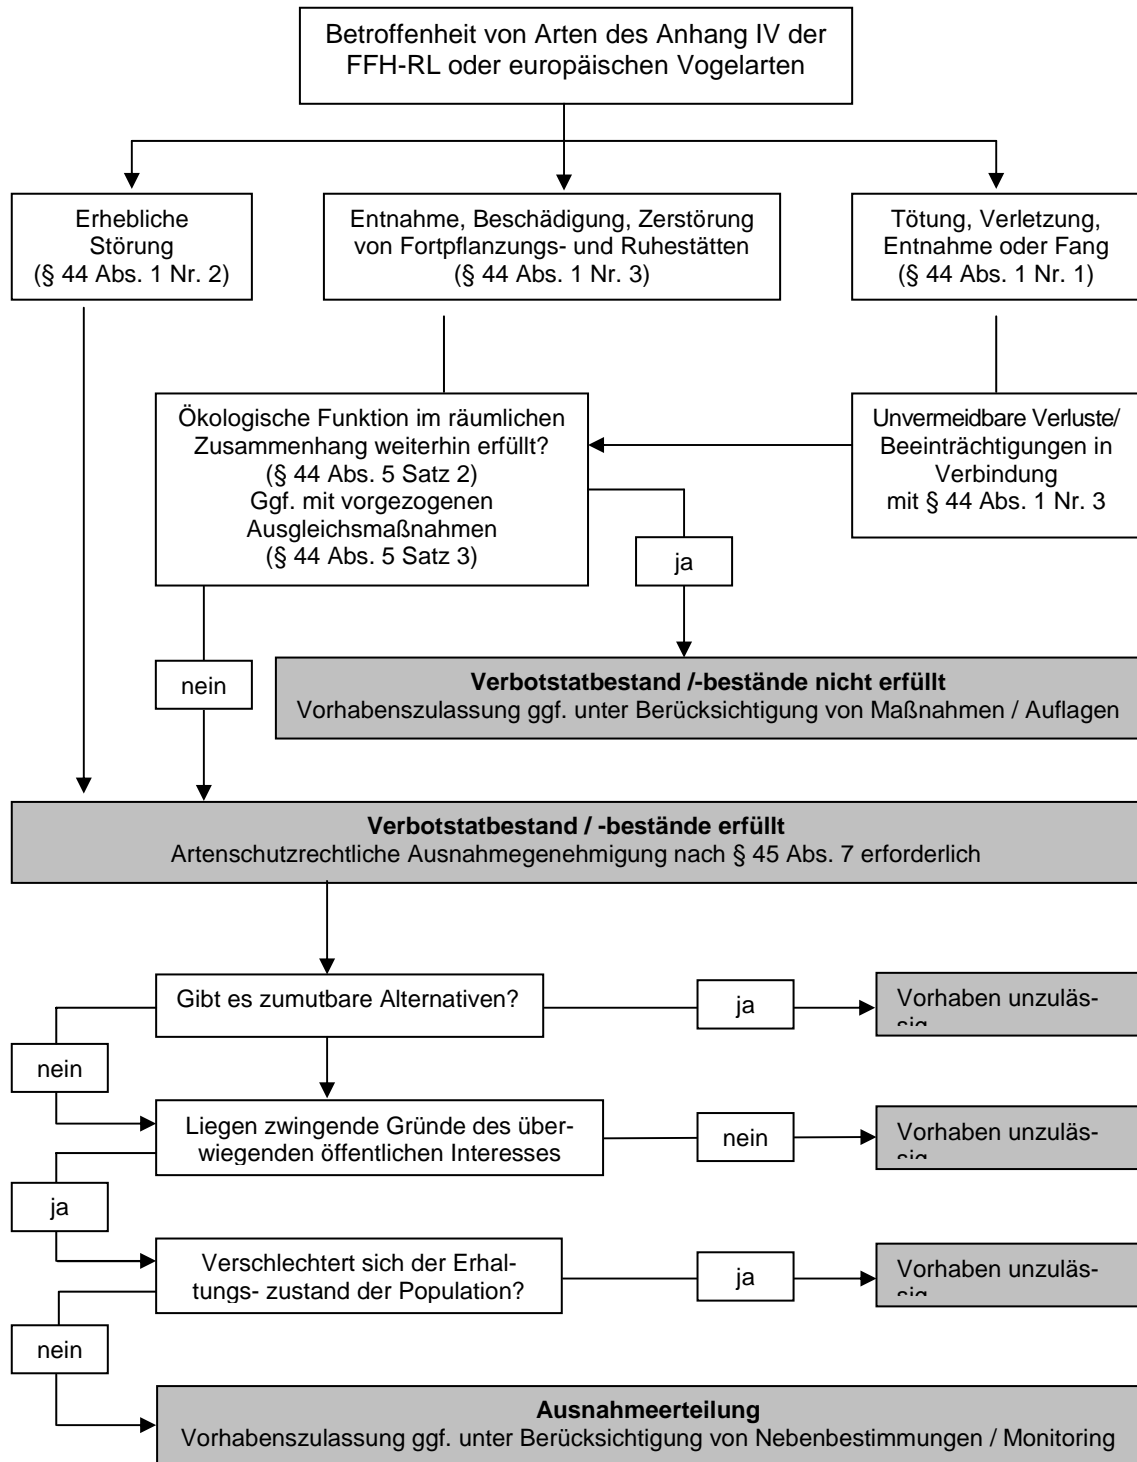 Betroffenheit von Arten des Anhang IV der
FFH-RL oder europäischen Vogelarten
Erhebliche
Störung
(§ 44 Abs. 1 Nr. 2)
Entnahme, Beschädigung, Zerstörung
von Fortpflanzungs- und Ruhestätten
(§ 44 Abs. 1 Nr. 3)
Tötung, Verletzung,
Entnahme oder Fang
(§ 44 Abs. 1 Nr. 1)
Ökologische Funktion im räumlichen
Zusammenhang weiterhin erfüllt?
(§ 44 Abs. 5 Satz 2)
Ggf. mit vorgezogenen
Ausgleichsmaßnahmen
(§ 44 Abs. 5 Satz 3)
Unvermeidbare Verluste/
Beeinträchtigungen in
Verbindung
mit § 44 Abs. 1 Nr. 3
ja
nein
Verbotstatbestand /-bestände nicht erfüllt
Vorhabenszulassung ggf. unter Berücksichtigung von Maßnahmen / Auflagen
Verbotstatbestand / -bestände erfüllt
Artenschutzrechtliche Ausnahmegenehmigung nach § 45 Abs. 7 erforderlich
Gibt es zumutbare Alternativen?
ja
Vorhaben unzuläs-
sig
nein
Liegen zwingende Gründe des über-
wiegenden öffentlichen Interesses
nein
Vorhaben unzuläs-
sig
ja
Verschlechtert sich der Erhal-
tungs- zustand der Population?
ja
Vorhaben unzuläs-
sig
nein
Ausnahmeerteilung
Vorhabenszulassung ggf. unter Berücksichtigung von Nebenbestimmungen / Monitoring